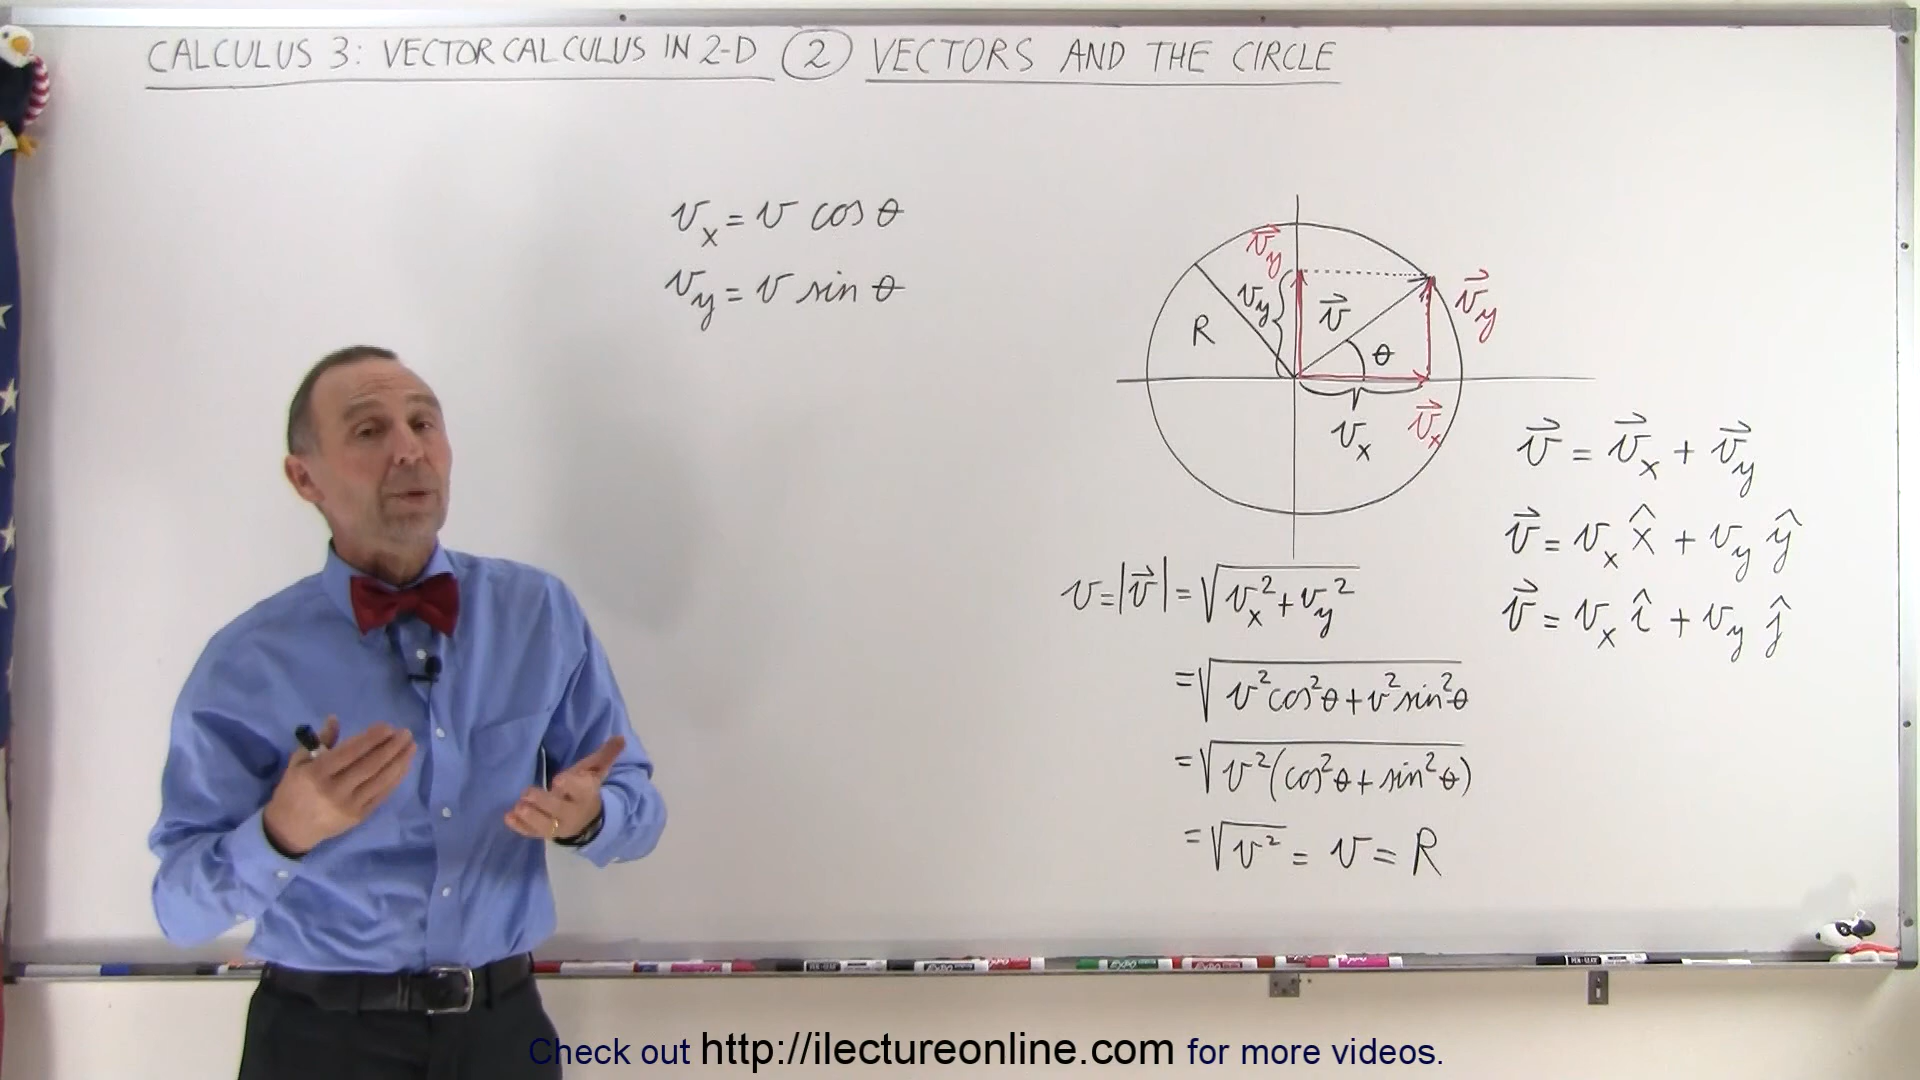 CALCULUS 3: VECTOR CALCULUS IN 2-D ② VECTORS AND THE CIRCLE
v_x = v cos θ
v_y = v sin θ
v⃗_y
v_y
v⃗
v⃗_y
R
θ
v_x
v⃗_x
v⃗ = v⃗_x + v⃗_y
v⃗ = v_x x̂ + v_y ŷ
v⃗ = v_x î + v_y ĵ
v = |v⃗| = √(v_x² + v_y²)
= √(v² cos²θ + v² sin²θ)
= √(v² (cos²θ + sin²θ))
= √(v²) = v = R
Check out http://ilectureonline.com for more videos.